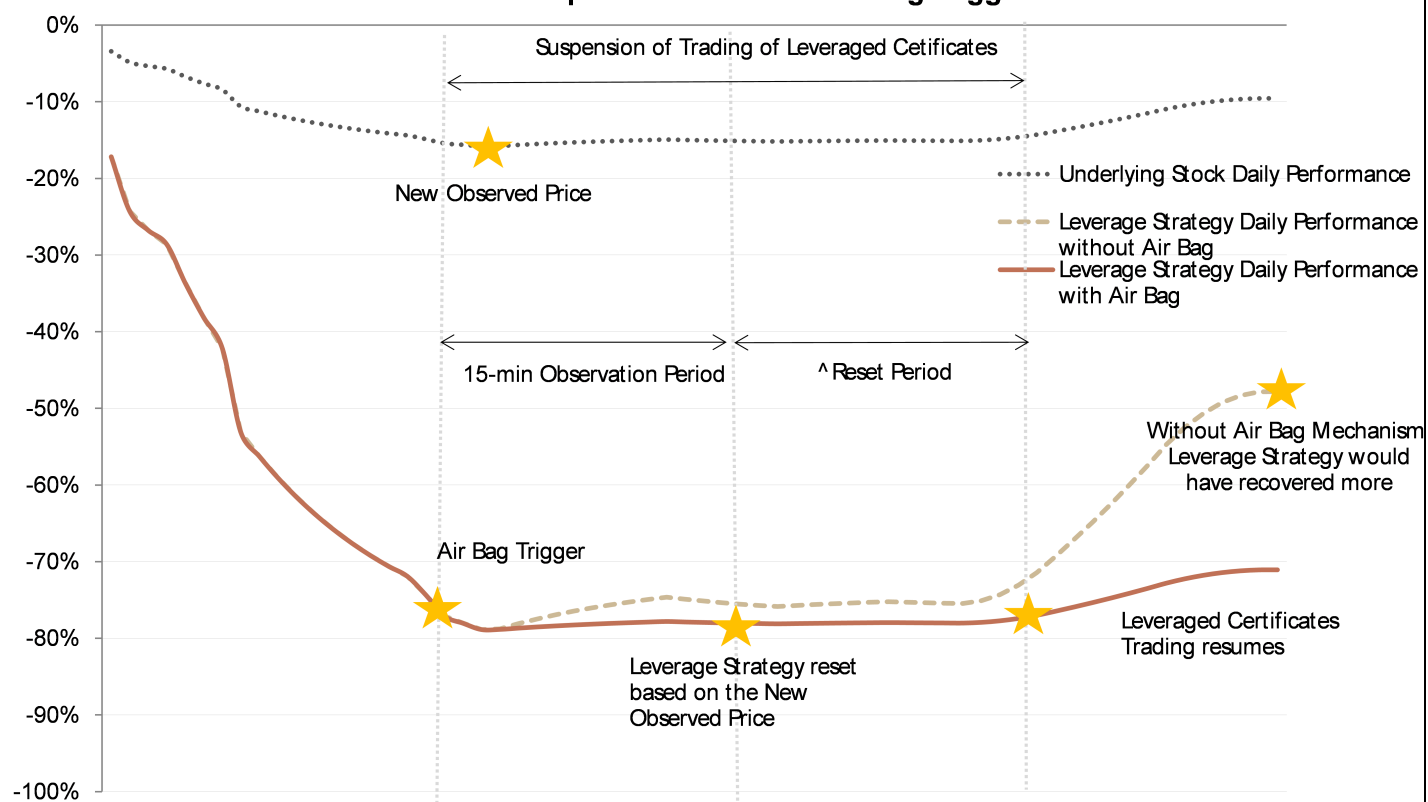 0%
Suspension of Trading of Leveraged Cetificates
-10%
New Observed Price
-20%
Underlying Stock Daily Performance
Leverage Strategy Daily Performance
without Air Bag
Leverage Strategy Daily Performance
with Air Bag
-30%
-40%
15-min Observation Period
^ Reset Period
-50%
Without Air Bag Mechanism
Leverage Strategy would
have recovered more
-60%
-70%
Air Bag Trigger
-80%
Leveraged Certificates
Trading resumes
Leverage Strategy reset
based on the New
Observed Price
-90%
-100%